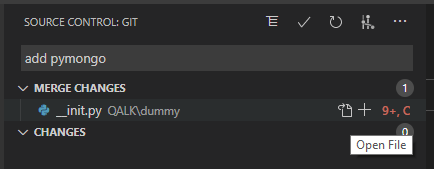 SOURCE CONTROL: GIT
add pymongo
MERGE CHANGES 1
__init.py QALK\dummy 9+, C
CHANGES 0
Open File